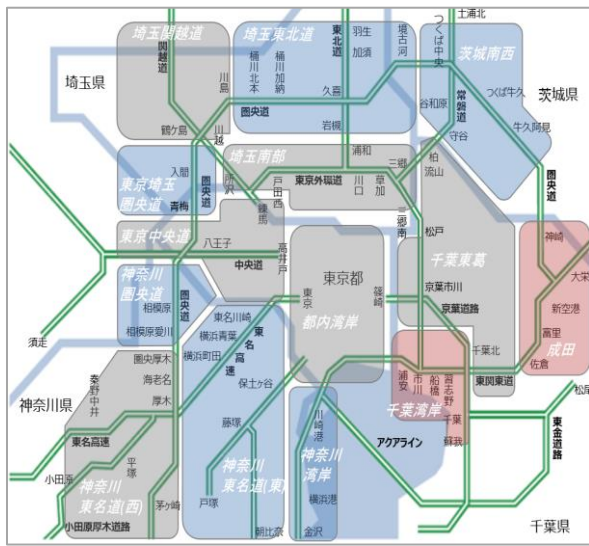 埼玉関越道
関越道
埼玉県
川島
鶴ヶ島
川越
埼玉東北道
桶川北本
桶川加納
東北道
羽生
加須
久喜
圏央道
岩槻
境古河
つくば中央
土浦北
茨城南西
谷和原
常磐道
つくば牛久
守谷
牛久阿見
茨城県
圏央道
東京埼玉
圏央道
入間
圏央道
青梅
埼玉南部
所沢
練馬
戸田西
東京外環道
浦和
川口
草加
三郷
三郷南
柏
流山
松戸
千葉東葛
京葉市川
京葉道路
千葉北
東関東道
東京中央道
八王子
中央道
高井戸
東京都
東京
篠崎
都内湾岸
神崎
大栄
新空港
富里
成田
佐倉
神奈川
圏央道
相模原
相模原愛川
圏央道
須走
東名川崎
横浜青葉
横浜町田
東名高速
保土ヶ谷
藤塚
神奈川
東名道(東)
戸塚
朝比奈
川崎港
神奈川
湾岸
横浜港
金沢
アクアライン
浦安
市川
船橋
習志野
千葉
蘇我
千葉湾岸
松尾
東金道路
千葉県
神奈川県
秦野中井
圏央厚木
海老名
厚木
東名高速
小田原
平塚
神奈川
東名道(西)
茅ヶ崎
小田原厚木道路